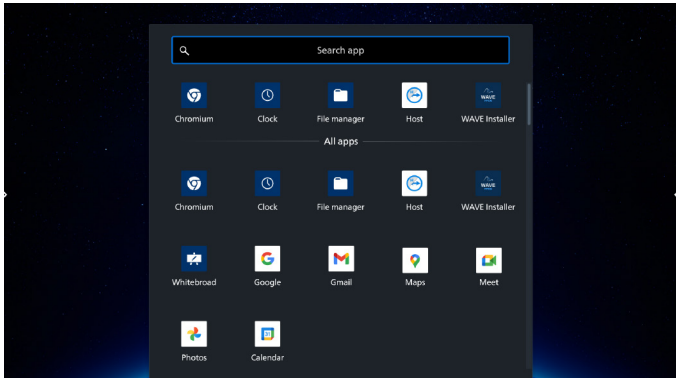 Search app
Chromium Clock File manager Host WAVE Installer
All apps
Chromium Clock File manager Host WAVE Installer
Whitebroad Google Gmail Maps Meet
Photos Calendar